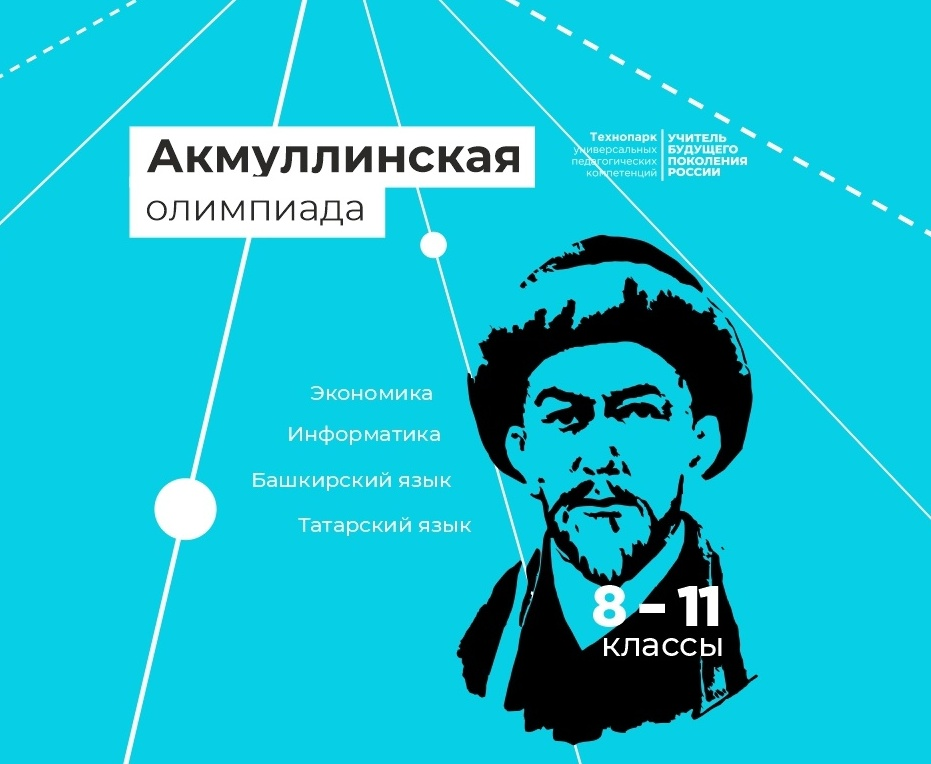 Акмуллинская
олимпиада
Технопарк
универсальных
педагогических
компетенций
УЧИТЕЛЬ
БУДУЩЕГО
ПОКОЛЕНИЯ
РОССИИ
Экономика
Информатика
Башкирский язык
Татарский язык
8 – 11
классы